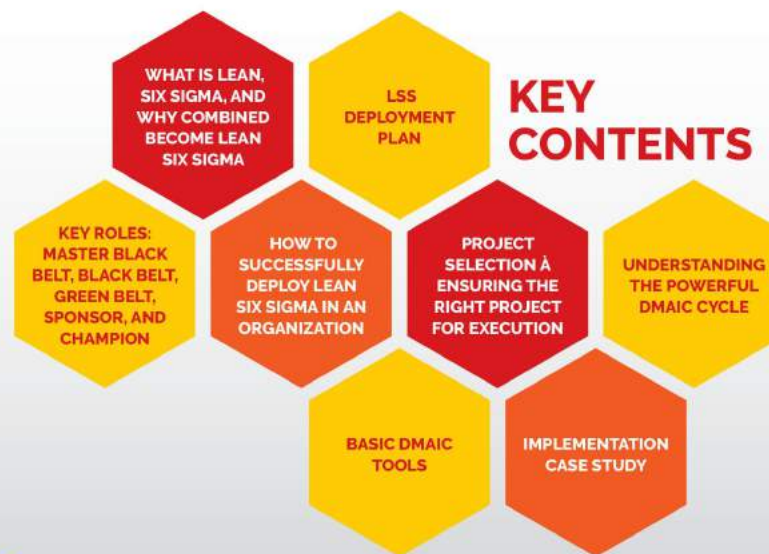 WHAT IS LEAN,
SIX SIGMA, AND
WHY COMBINED
BECOME LEAN
SIX SIGMA
LSS
DEPLOYMENT
PLAN
KEY
CONTENTS
KEY ROLES:
MASTER BLACK
BELT, BLACK BELT,
GREEN BELT,
SPONSOR, AND
CHAMPION
HOW TO
SUCCESSFULLY
DEPLOY LEAN
SIX SIGMA IN AN
ORGANIZATION
PROJECT
SELECTION À
ENSURING THE
RIGHT PROJECT
FOR EXECUTION
UNDERSTANDING
THE POWERFUL
DMAIC CYCLE
BASIC DMAIC
TOOLS
IMPLEMENTATION
CASE STUDY